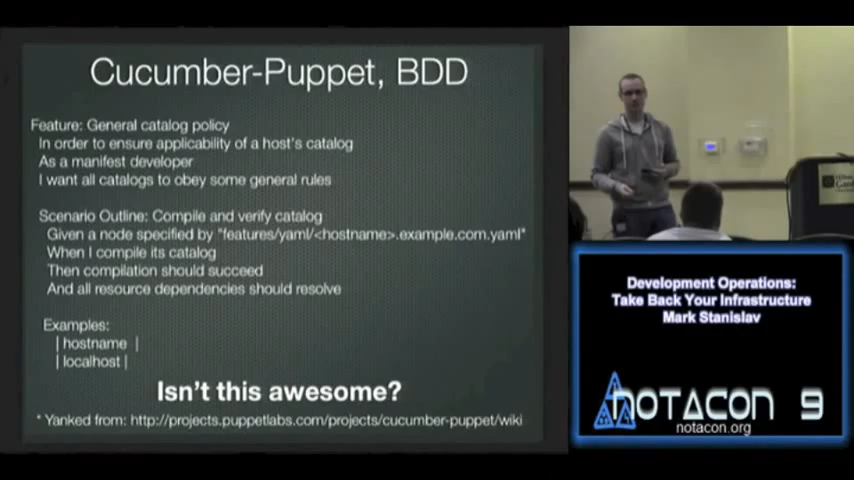 Cucumber-Puppet, BDD
Feature: General catalog policy
In order to ensure applicability of a host's catalog
As a manifest developer
I want all catalogs to obey some general rules
Scenario Outline: Compile and verify catalog
Given a node specified by "features/yaml/<hostname>.example.com.yaml"
When I compile its catalog
Then compilation should succeed
And all resource dependencies should resolve
Examples:
| hostname |
| localhost |
Isn't this awesome?
* Yanked from: http://projects.puppetlabs.com/projects/cucumber-puppet/wiki
Development Operations:
Take Back Your Infrastructure
Mark Stanislav
NOTACON 9
notacon.org